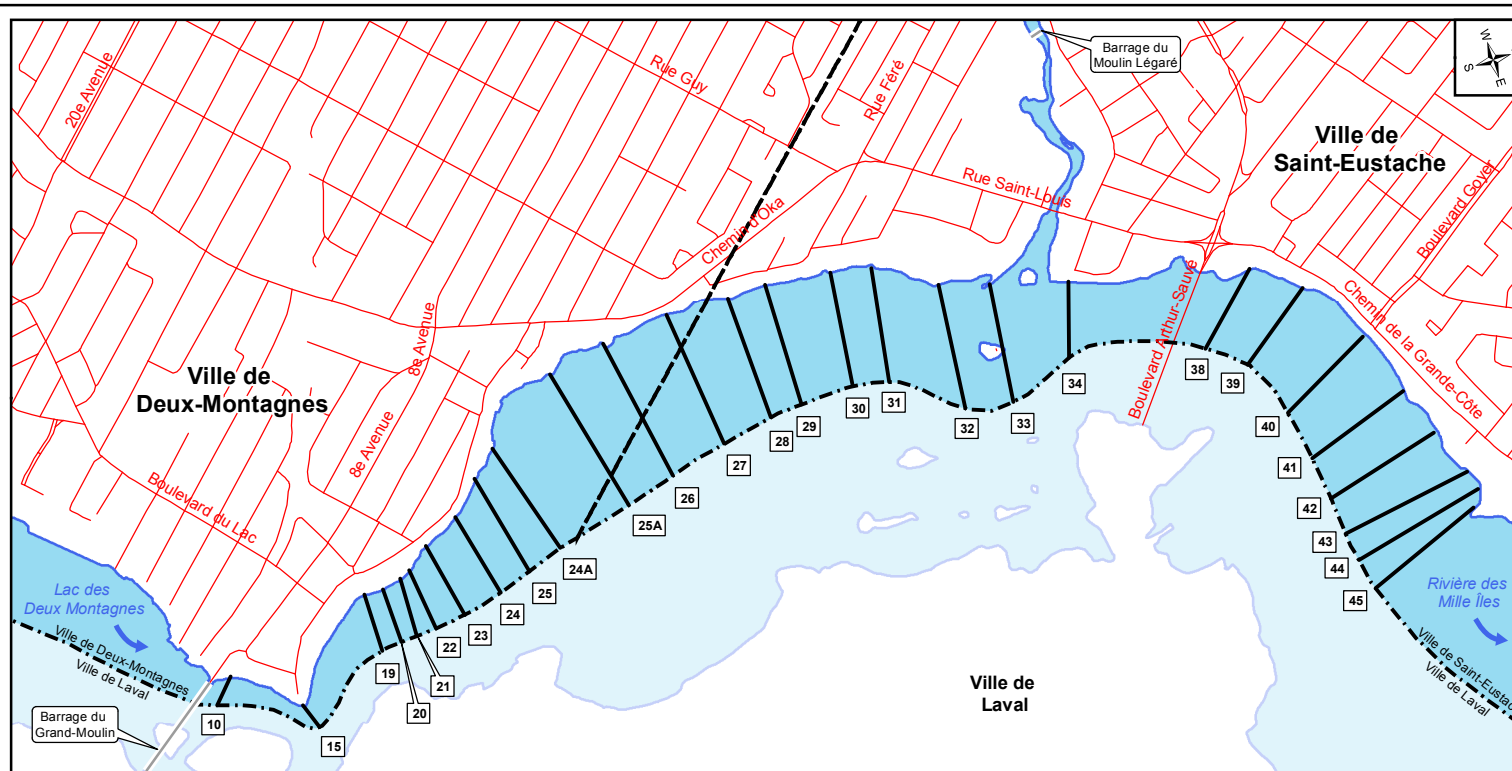 Barrage du
Moulin Légaré
W
S
E
20e Avenue
Rue Guy
Rue Féré
Ville de
Saint-Eustache
Rue Saint-Louis
Boulevard Goyer
Chemin d'Oka
Boulevard Arthur-Sauvé
Chemin de la Grande-Côte
8e Avenue
Ville de
Deux-Montagnes
8e Avenue
Boulevard du Lac
Lac des
Deux Montagnes
Ville de Deux-Montagnes
Ville de Laval
Barrage du
Grand-Moulin
10
15
19
20
21
22
23
24
25
24A
25A
26
27
28
29
30
31
32
33
34
38
39
40
41
42
43
44
45
Rivière des
Mille Îles
Ville de Saint-Eustac
Ville de Laval
Ville de
Laval